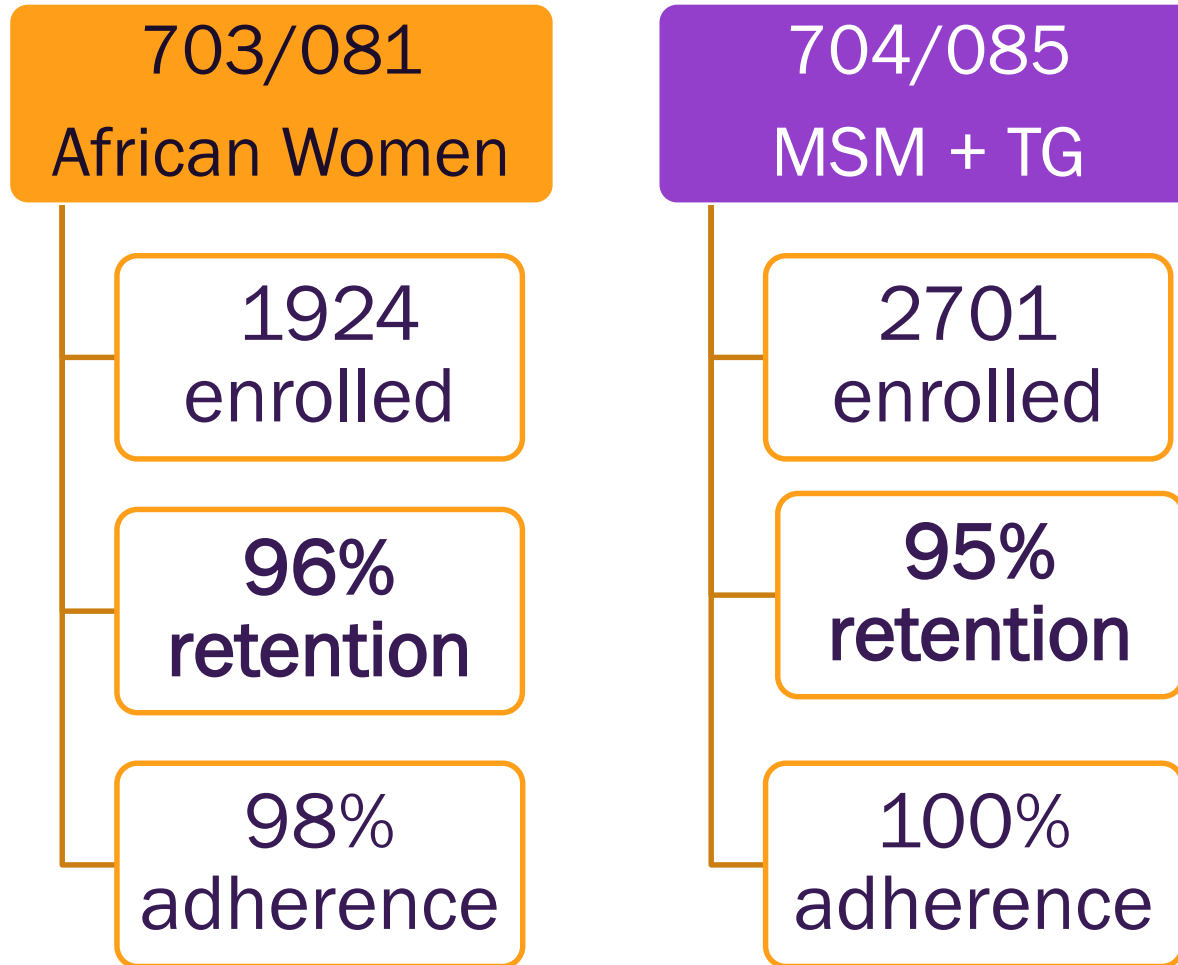 703/081
African Women
1924
enrolled
96%
retention
98%
adherence
704/085
MSM + TG
2701
enrolled
95%
retention
100%
adherence